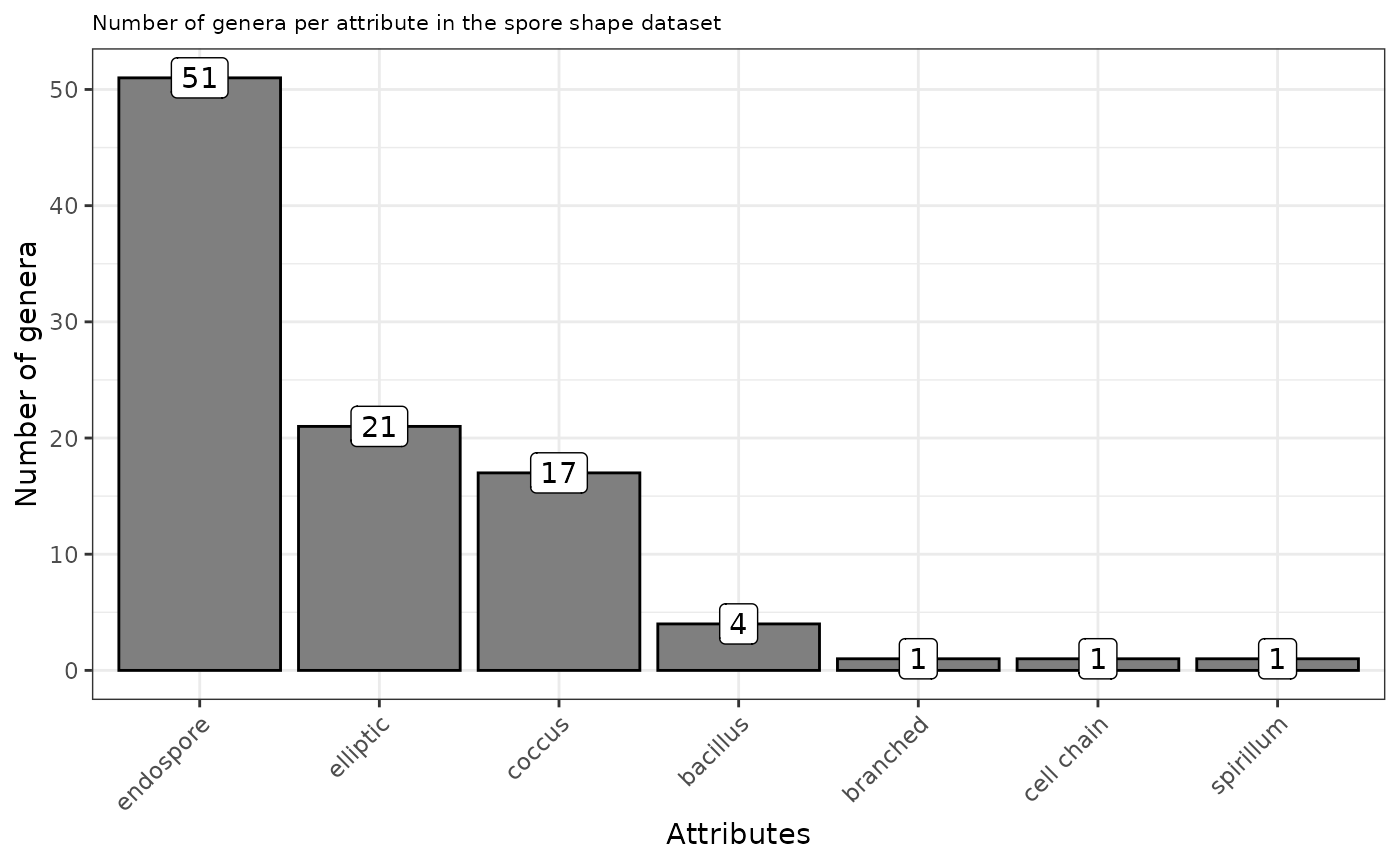 Number of genera per attribute in the spore shape dataset
Number of genera
50
40
30
20
10
0
51
21
17
4
1
1
1
endospore
elliptic
coccus
bacillus
branched
cell chain
spirillum
Attributes